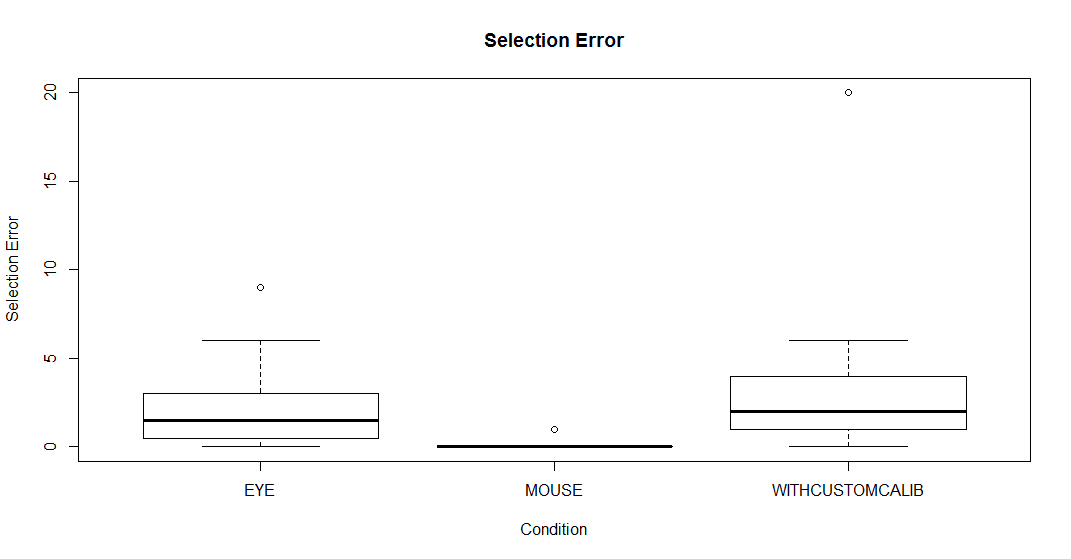 Selection Error
Selection Error
20
15
10
5
0
EYE MOUSE WITHCUSTOMCALIB
Condition